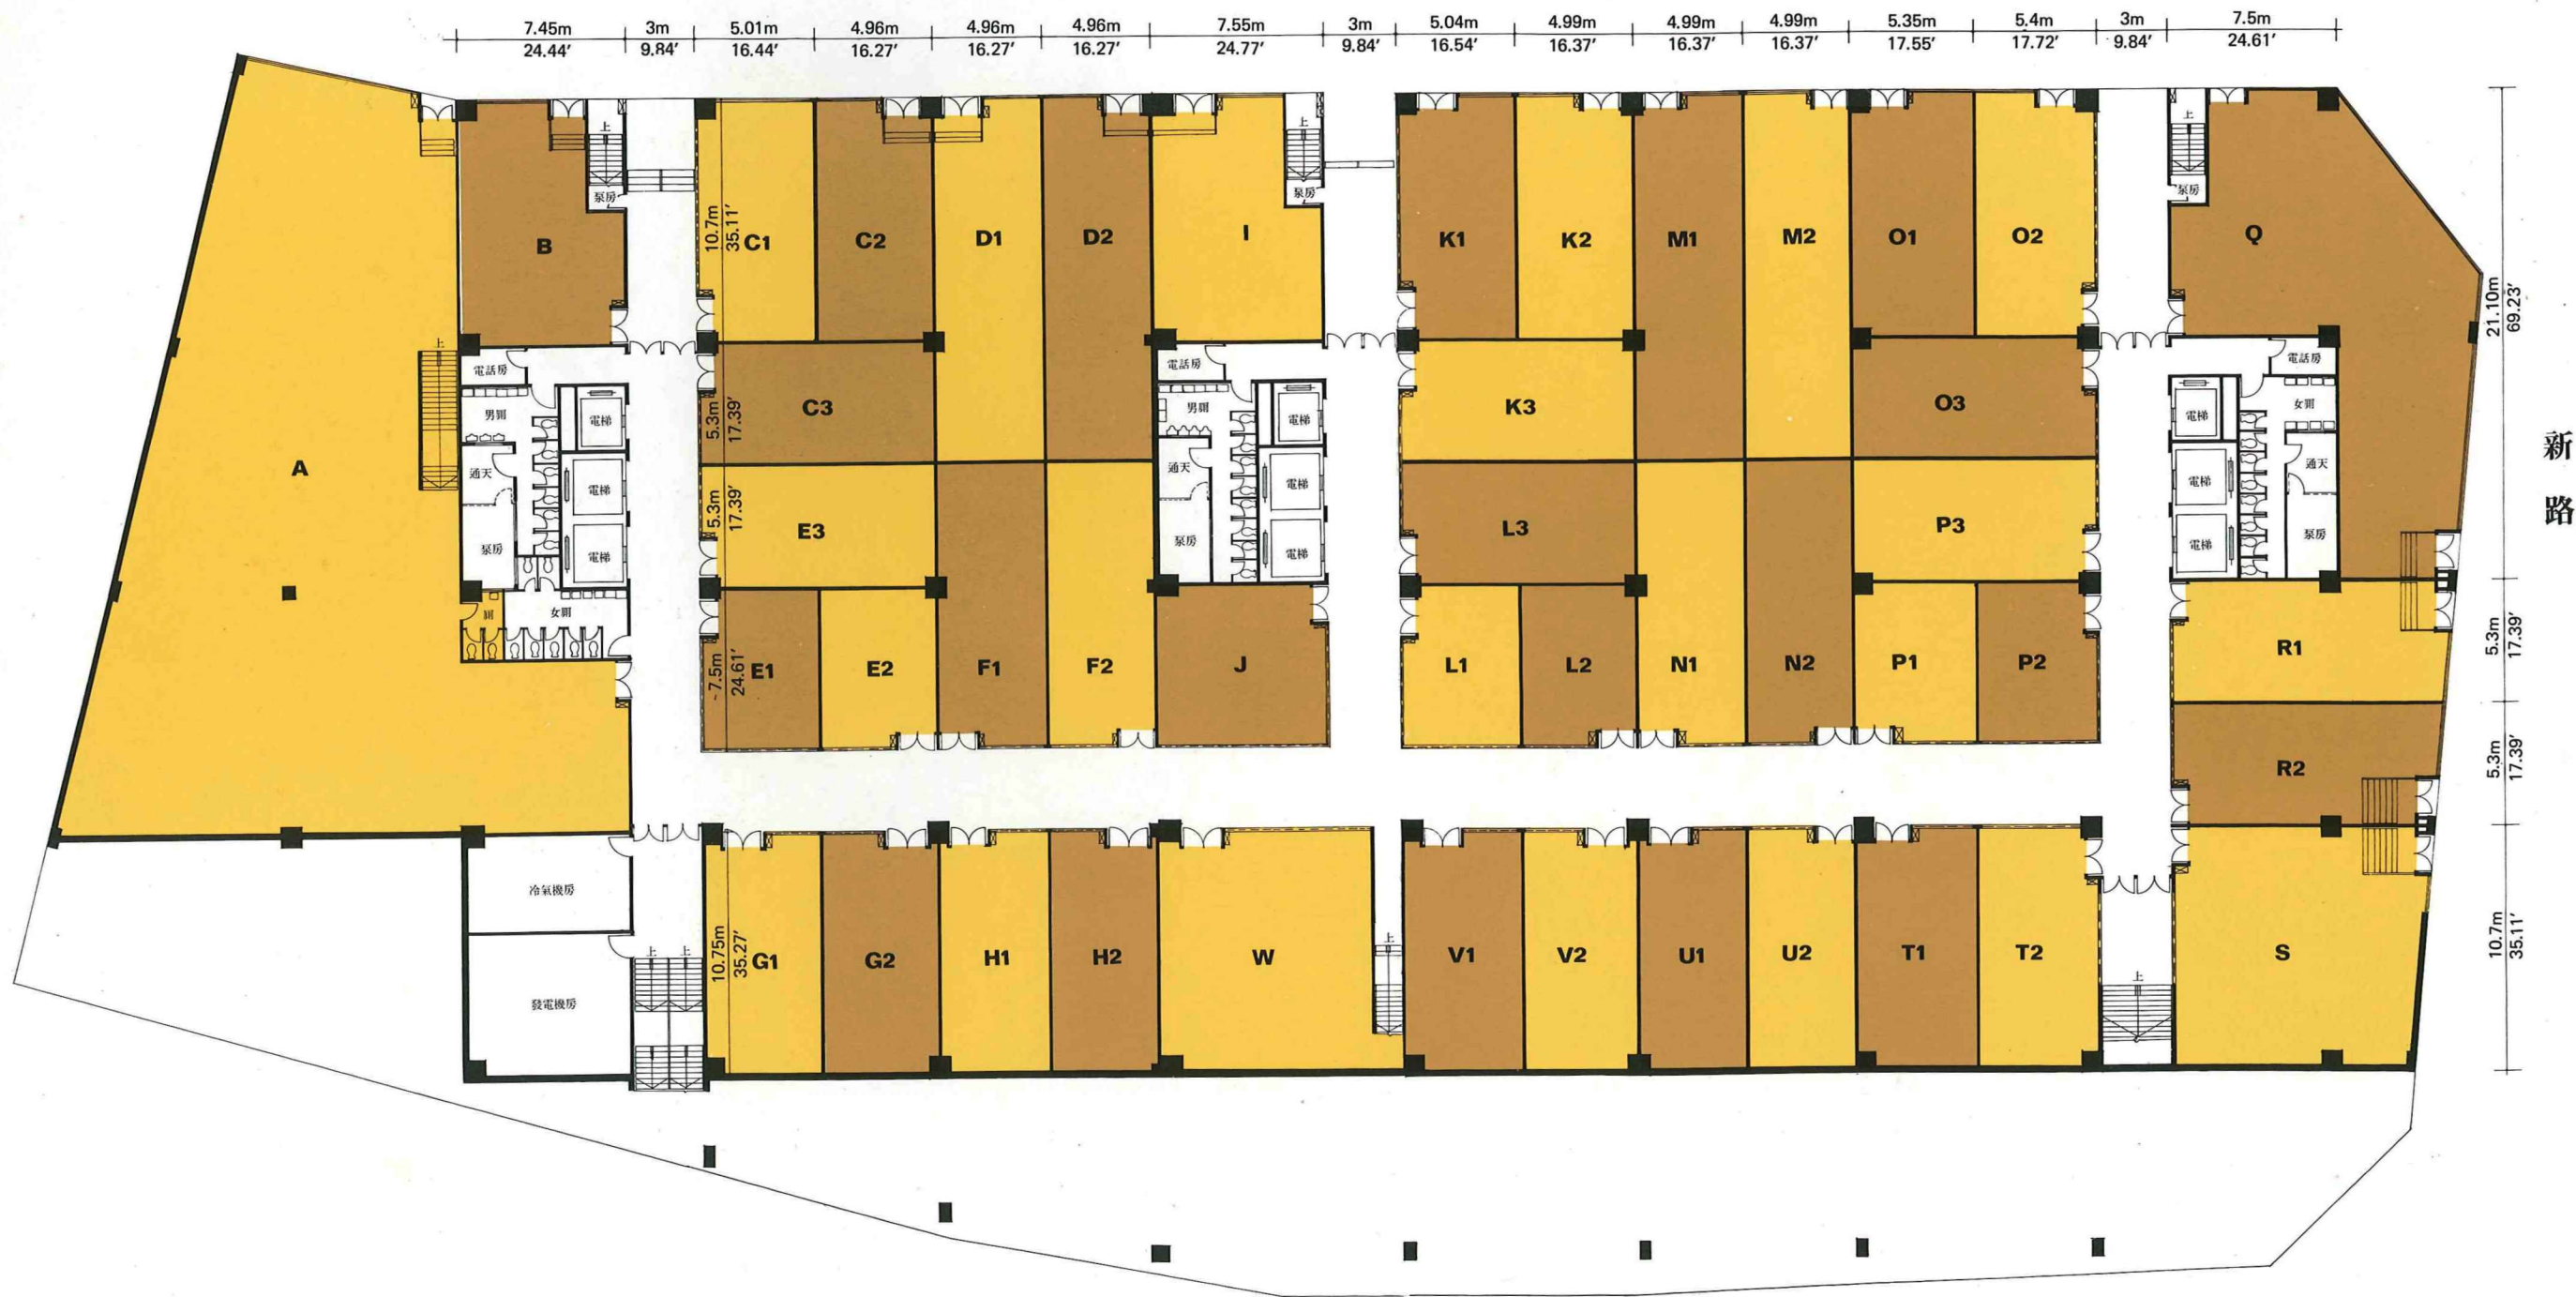 7.45m 3m 5.01m 4.96m 4.96m 4.96m 7.55m 3m 5.04m 4.99m 4.99m 4.99m 5.35m 5.4m 3m 7.5m
24.44′ 9.84′ 16.44′ 16.27′ 16.27′ 16.27′ 24.77′ 9.84′ 16.54′ 16.37′ 16.37′ 16.37′ 17.55′ 17.72′ 9.84′ 24.61′
上 上 上
泵房 泵房 泵房
B C1 C2 D1 D2 I K1 K2 M1 M2 O1 O2 Q
10.7m
35.11′
21.10m
69.23′
上
電話房 電話房 電話房
男厠 電梯 男厠 電梯 電梯 女厠
C3 K3 O3
5.3m
17.39′
A
通天 電梯 通天 電梯 電梯 通天
新路
5.3m
17.39′
E3 L3 P3
泵房 電梯 泵房 電梯 電梯 泵房
厠 女厠
E1 E2 F1 F2 J L1 L2 N1 N2 P1 P2 R1
~7.5m
24.61′
5.3m
17.39′
R2
5.3m
17.39′
冷氣機房
發電機房
上 上 上 上
G1 G2 H1 H2 W V1 V2 U1 U2 T1 T2 S
10.75m
35.27′
10.7m
35.11′